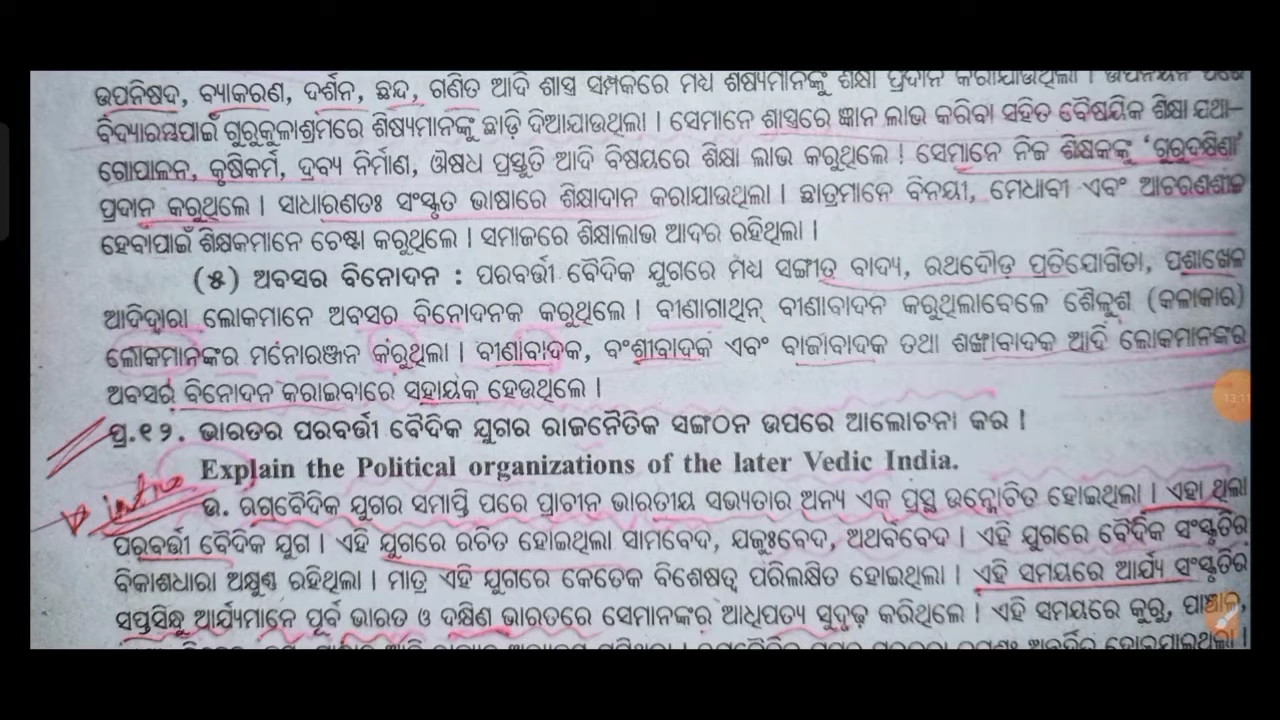 ଉପନିଷଦ, ବ୍ୟାକରଣ, ଦର୍ଶନ, ଛନ୍ଦ, ଗଣିତ ଆଦି ଶାସ୍ତ୍ର ସମ୍ପର୍କରେ ମଧ୍ୟ ଶିଷ୍ୟମାନଙ୍କୁ ଶିକ୍ଷା ପ୍ରଦାନ କରାଯାଉଥିଲା । ଉପନୟନ ପରେ
ବିଦ୍ୟାରମ୍ଭପାଇଁ ଗୁରୁକୁଳାଶ୍ରମରେ ଶିଷ୍ୟମାନଙ୍କୁ ଛାଡ଼ି ଦିଆଯାଉଥିଲା । ସେମାନେ ଶାସ୍ତ୍ରରେ ଜ୍ଞାନ ଲାଭ କରିବା ସହିତ ବୈଷୟିକ ଶିକ୍ଷା ଯଥା–
ଗୋପାଳନ, କୃଷିକର୍ମ, ଦ୍ରବ୍ୟ ନିର୍ମାଣ, ଔଷଧ ପ୍ରସ୍ତୁତି ଆଦି ବିଷୟରେ ଶିକ୍ଷା ଲାଭ କରୁଥିଲେ । ସେମାନେ ନିଜ ଶିକ୍ଷକଙ୍କୁ ‘ଗୁରୁଦକ୍ଷିଣା’
ପ୍ରଦାନ କରୁଥିଲେ । ସାଧାରଣତଃ ସଂସ୍କୃତ ଭାଷାରେ ଶିକ୍ଷାଦାନ କରାଯାଉଥିଲା । ଛାତ୍ରମାନେ ବିନୟୀ, ମେଧାବୀ ଏବଂ ଆଚରଣଶୀଳ
ହେବାପାଇଁ ଶିକ୍ଷକମାନେ ଚେଷ୍ଟା କରୁଥିଲେ । ସମାଜରେ ଶିକ୍ଷାଲାଭ ଆଦର ରହିଥିଲା ।
(୫) ଅବସର ବିନୋଦନ : ପରବର୍ତ୍ତୀ ବୈଦିକ ଯୁଗରେ ମଧ୍ୟ ସଙ୍ଗୀତ ବାଦ୍ୟ, ରଥଦୌଡ଼ ପ୍ରତିଯୋଗିତା, ପଶାଖେଳ
ଆଦିଦ୍ୱାରା ଲୋକମାନେ ଅବସର ବିନୋଦନକ କରୁଥିଲେ । ବୀଣାଗାଥିନ୍ ବୀଣାବାଦନ କରୁଥିଲାବେଳେ ଶୈଳୁଶ (କଳାକାର)
ଲୋକମାନଙ୍କର ମନୋରଞ୍ଜନ କରୁଥିଲା । ବୀଣାବାଦକ, ବଂଶୀବାଦକ ଏବଂ ବାଜାବାଦକ ତଥା ଶଙ୍ଖାବାଦକ ଆଦି ଲୋକମାନଙ୍କର
ଅବସର ବିନୋଦନ କରାଇବାରେ ସହାୟକ ହେଉଥିଲେ ।
ପ୍ର.୧୨. ଭାରତର ପରବର୍ତ୍ତୀ ବୈଦିକ ଯୁଗର ରାଜନୈତିକ ସଙ୍ଗଠନ ଉପରେ ଆଲୋଚନା କର ।
Explain the Political organizations of the later Vedic India.
Intro
ଉ. ଋଗ୍‌ବୈଦିକ ଯୁଗର ସମାପ୍ତି ପରେ ପ୍ରାଚୀନ ଭାରତୀୟ ସଭ୍ୟତାର ଅନ୍ୟ ଏକ ପ୍ରସ୍ଥ ଉନ୍ମୋଚିତ ହୋଇଥିଲା । ଏହା ଥିଲା
ପରବର୍ତ୍ତୀ ବୈଦିକ ଯୁଗ । ଏହି ଯୁଗରେ ରଚିତ ହୋଇଥିଲା ସାମବେଦ, ଯଜୁଃବେଦ, ଅଥର୍ବବେଦ । ଏହି ଯୁଗରେ ବୈଦିକ ସଂସ୍କୃତିର
ବିକାଶଧାରା ଅକ୍ଷୁଣ୍ଣ ରହିଥିଲା । ମାତ୍ର ଏହି ଯୁଗରେ କେତେକ ବିଶେଷତ୍ୱ ପରିଲକ୍ଷିତ ହୋଇଥିଲା । ଏହି ସମୟରେ ଆର୍ଯ୍ୟ ସଂସ୍କୃତିର
ସପ୍ତସିନ୍ଧୁ ଆର୍ଯ୍ୟମାନେ ପୂର୍ବ ଭାରତ ଓ ଦକ୍ଷିଣ ଭାରତରେ ସେମାନଙ୍କର ଆଧିପତ୍ୟ ସୁଦୃଢ଼ କରିଥିଲେ । ଏହି ସମୟରେ କୁରୁ, ପାଞ୍ଚାଳ,
13:11